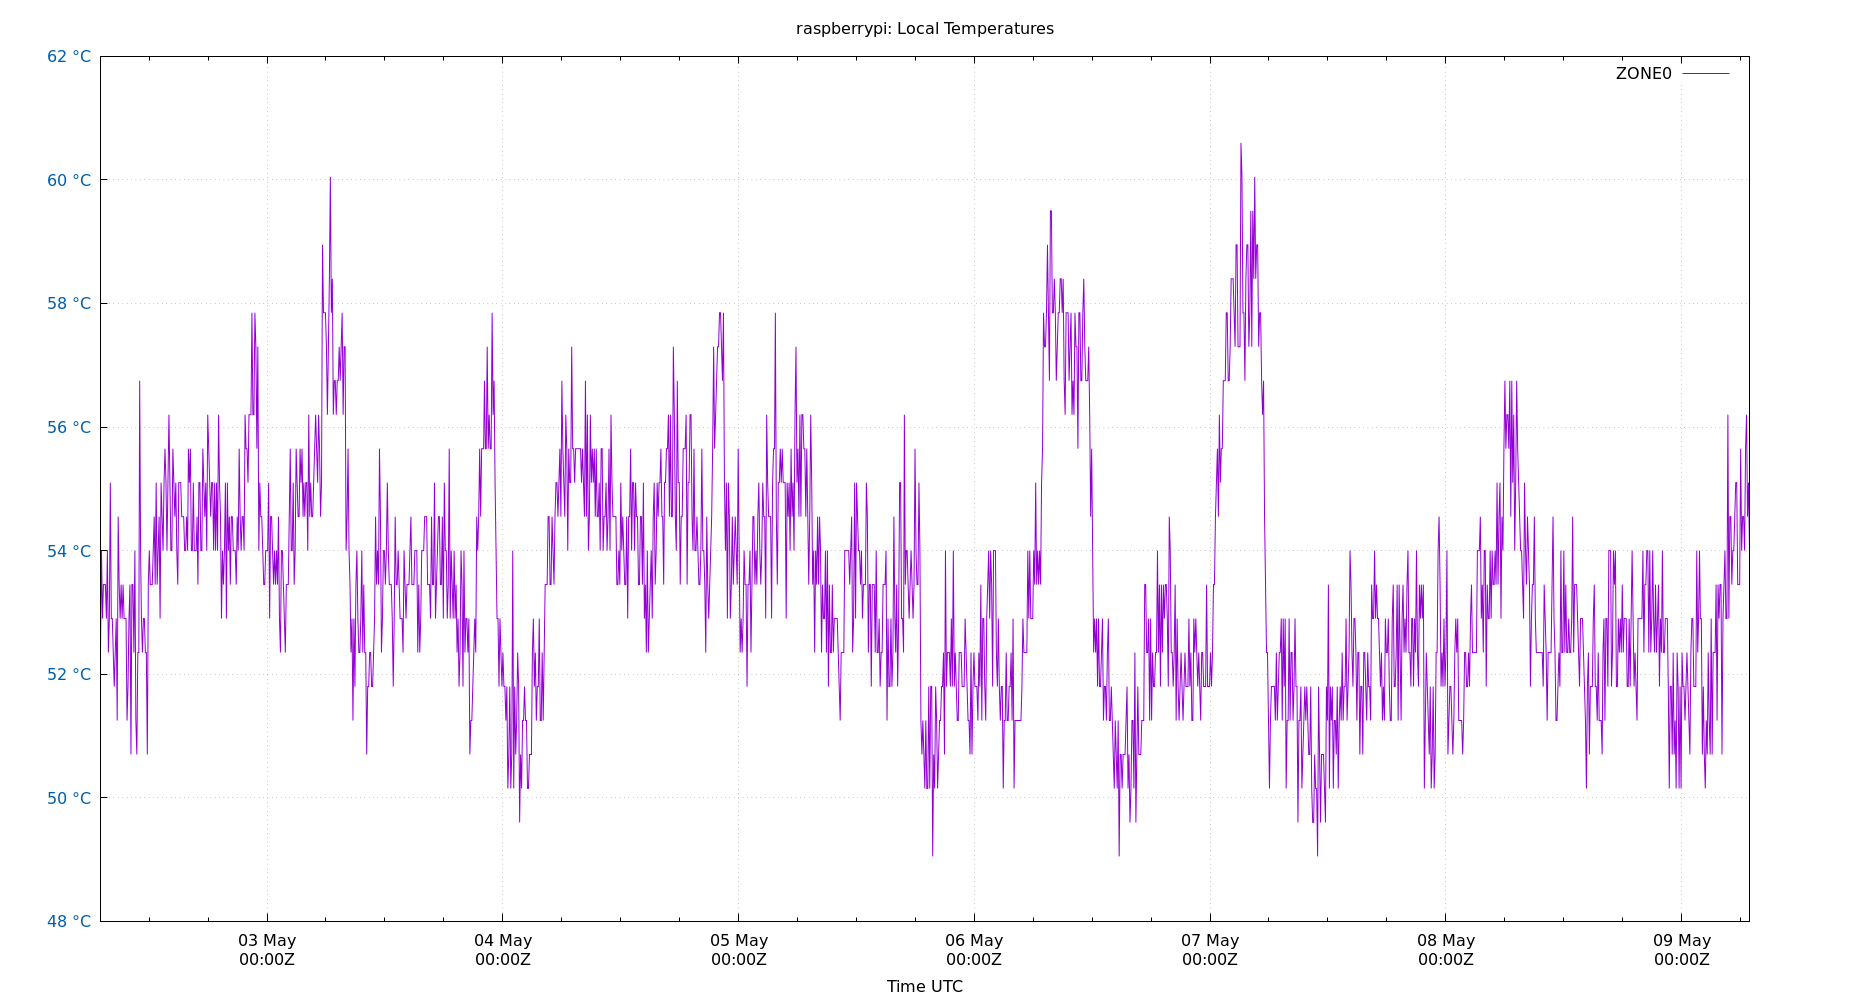 raspberrypi: Local Temperatures
62 °C
ZONE0
60 °C
58 °C
56 °C
54 °C
52 °C
50 °C
48 °C
03 May 04 May 05 May 06 May 07 May 08 May 09 May
00:00Z 00:00Z 00:00Z 00:00Z 00:00Z 00:00Z 00:00Z
Time UTC